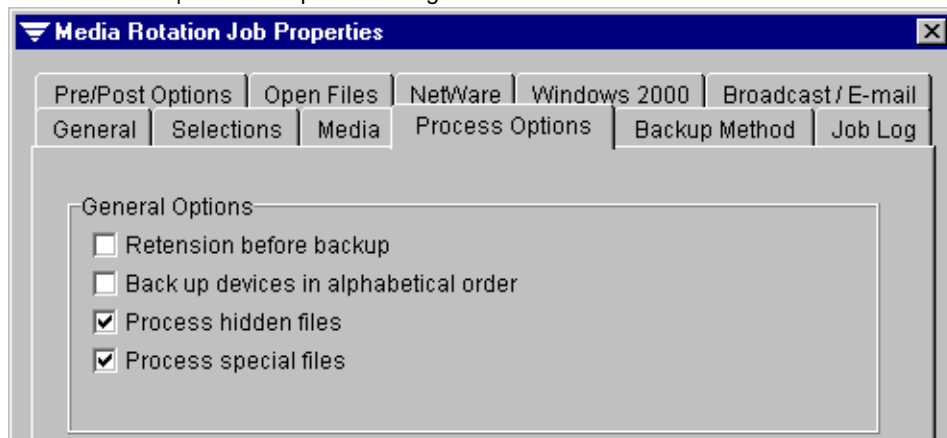 Media Rotation Job Properties
Pre/Post Options Open Files NetWare Windows 2000 Broadcast / E-mail
General Selections Media Process Options Backup Method Job Log
General Options
Retension before backup
Back up devices in alphabetical order
Process hidden files
Process special files